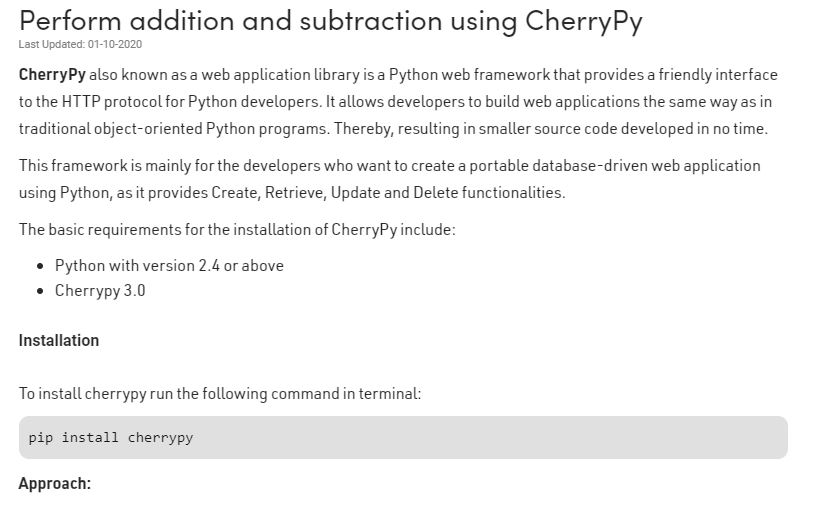 Perform addition and subtraction using CherryPy
Last Updated: 01-10-2020
CherryPy also known as a web application library is a Python web framework that provides a friendly interface
to the HTTP protocol for Python developers. It allows developers to build web applications the same way as in
traditional object-oriented Python programs. Thereby, resulting in smaller source code developed in no time.
This framework is mainly for the developers who want to create a portable database-driven web application
using Python, as it provides Create, Retrieve, Update and Delete functionalities.
The basic requirements for the installation of CherryPy include:
• Python with version 2.4 or above
• Cherrypy 3.0
Installation
To install cherrypy run the following command in terminal:
pip install cherrypy
Approach: